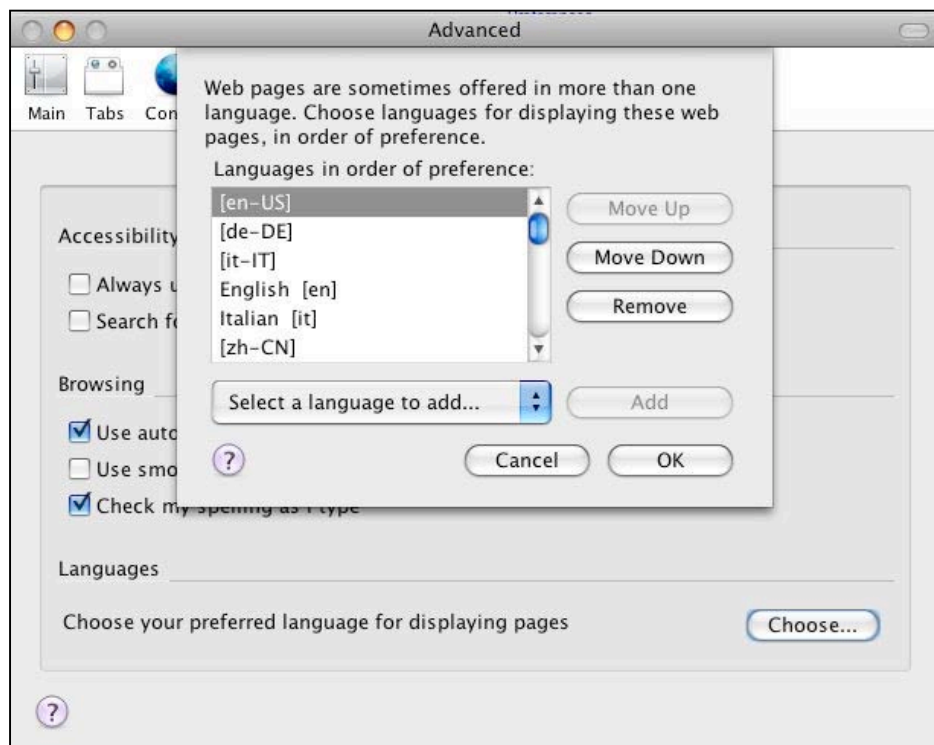 Advanced
Main Tabs Con
Web pages are sometimes offered in more than one
language. Choose languages for displaying these web
pages, in order of preference.
Languages in order of preference:
[en-US]
[de-DE]
[it-IT]
English [en]
Italian [it]
[zh-CN]
Move Up
Move Down
Remove
Select a language to add...
Add
?
Cancel
OK
Accessibility
Always u
Search fo
Browsing
Use auto
Use smo
Check my spelling as I type
Languages
Choose your preferred language for displaying pages
Choose...
?